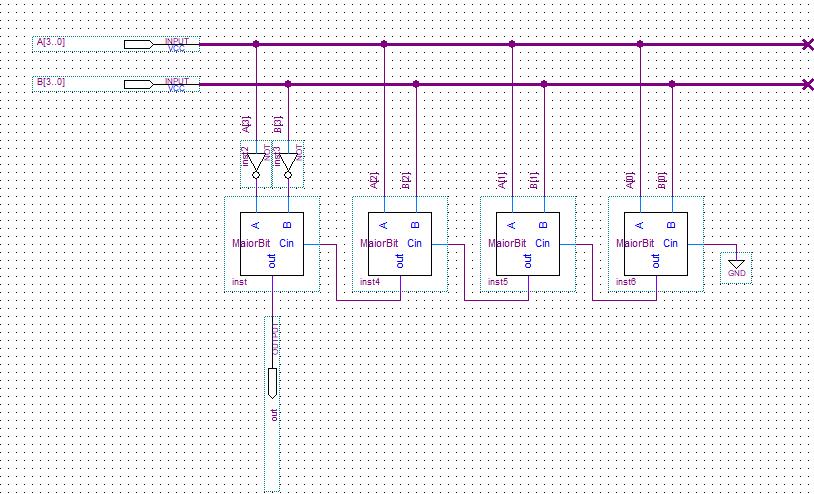 A[3..0]
INPUT
VCC
B[3..0]
INPUT
VCC
A[3]
B[3]
inst2
NOT
inst3
NOT
A[2]
B[2]
A[1]
B[1]
A[0]
B[0]
A
B
MaiorBit
Cin
out
inst
A
B
MaiorBit
Cin
out
inst4
A
B
MaiorBit
Cin
out
inst5
A
B
MaiorBit
Cin
out
inst6
GND
OUTPUT
out